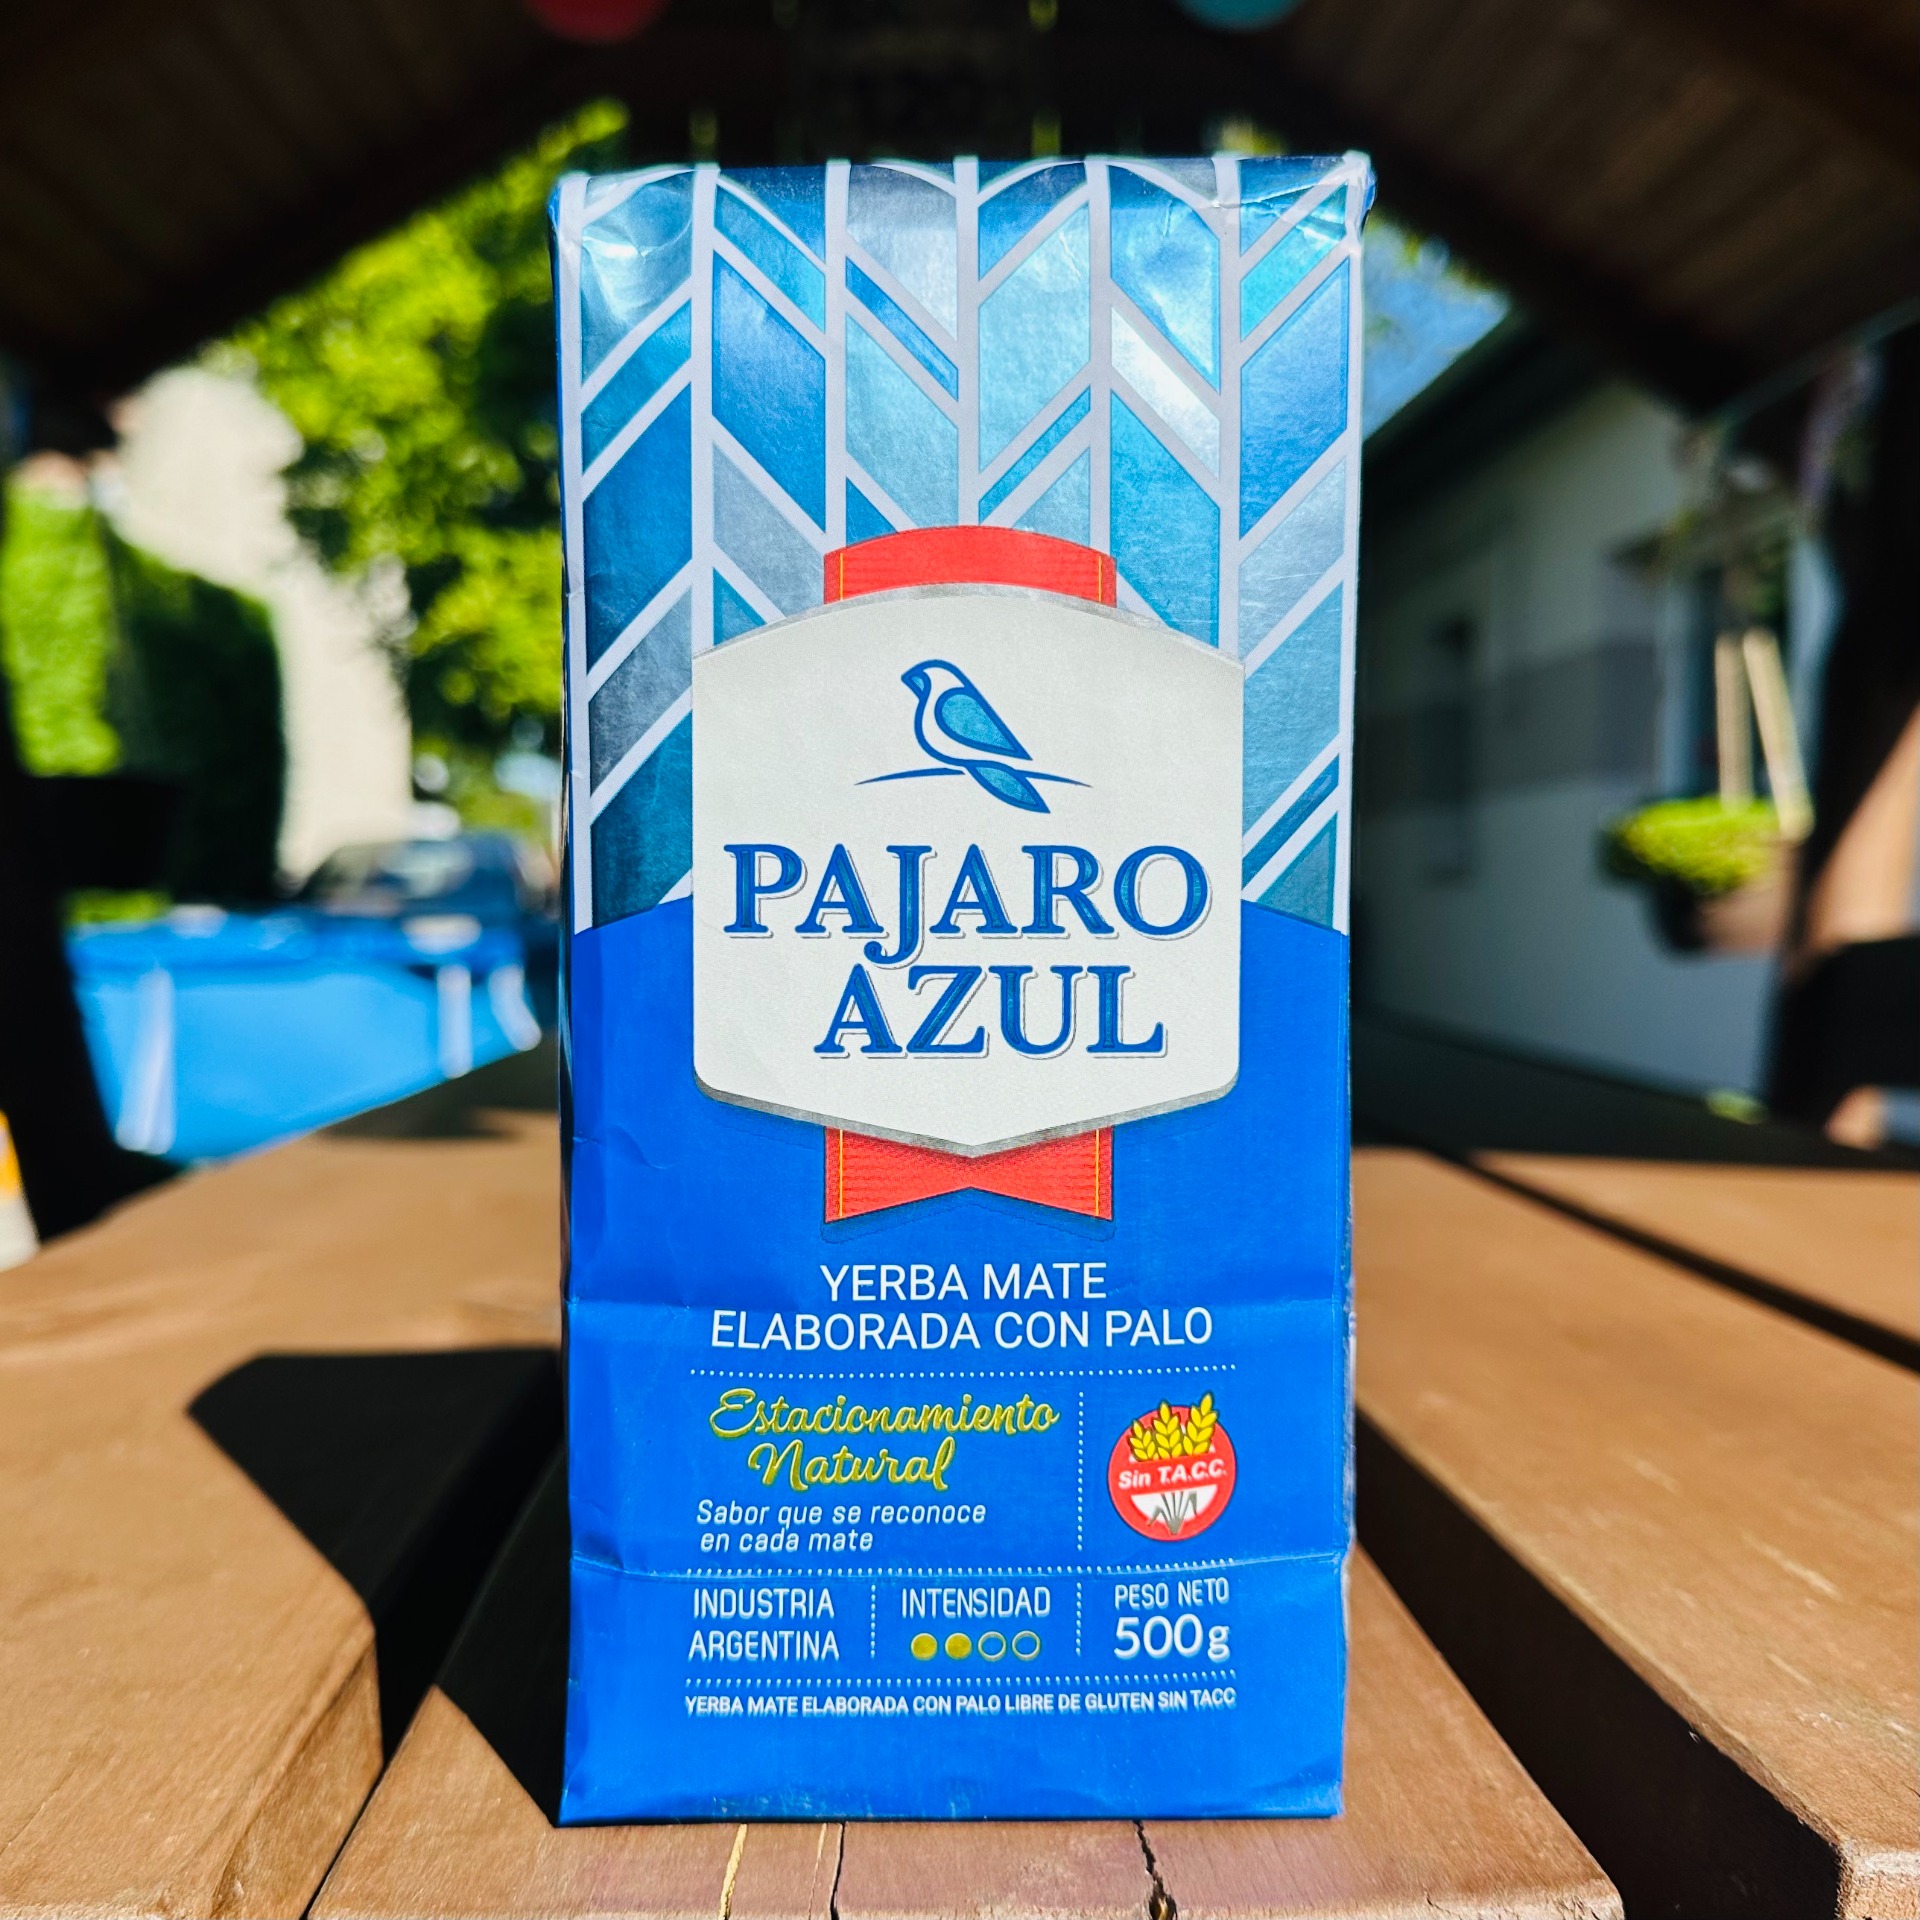 PAJARO
AZUL
YERBA MATE
ELABORADA CON PALO
Estacionamiento
Natural
Sabor que se reconoce
en cada mate
Sin T.A.C.C.
INDUSTRIA
ARGENTINA
INTENSIDAD
PESO NETO
500g
YERBA MATE ELABORADA CON PALO LIBRE DE GLUTEN SIN TACC